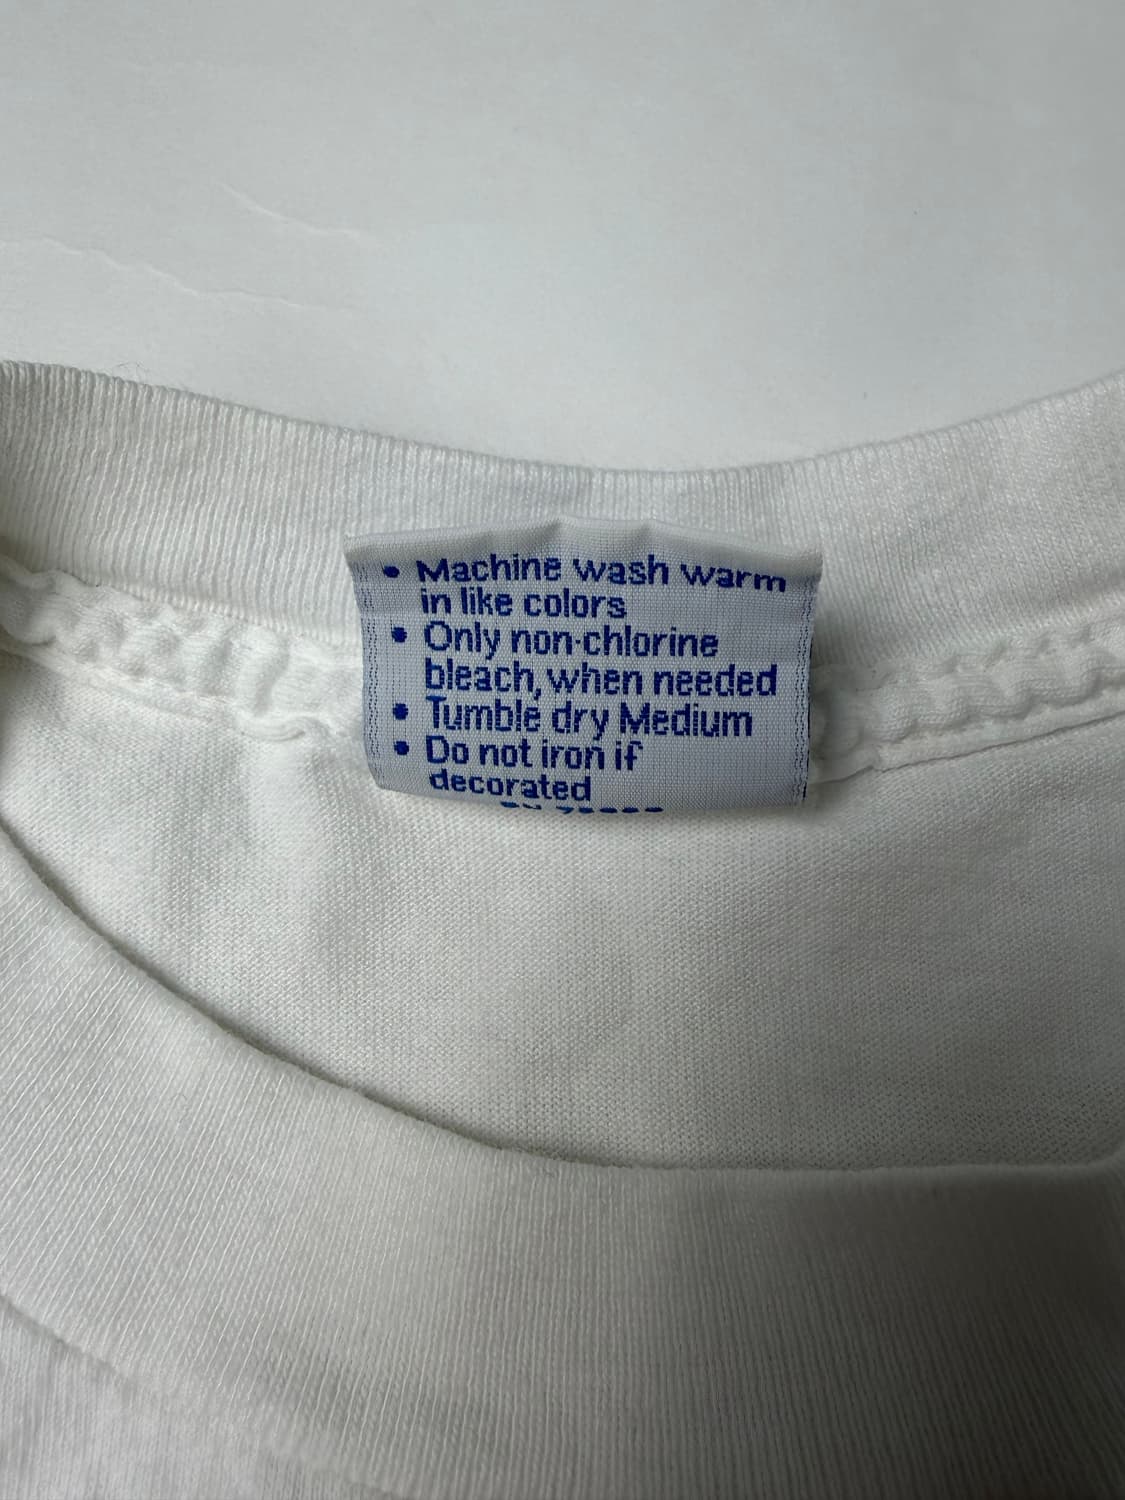 • Machine wash warm
in like colors
• Only non-chlorine
bleach, when needed
• Tumble dry Medium
• Do not iron if
decorated